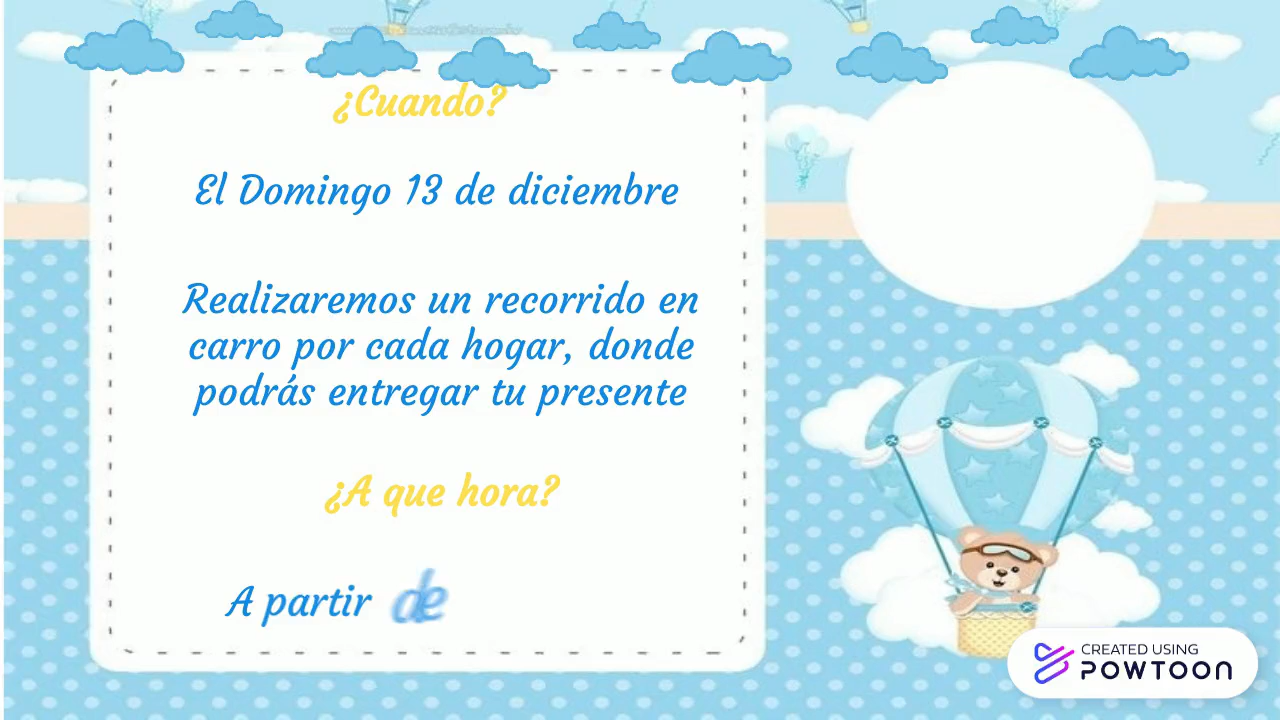 ¿Cuando?
El Domingo 13 de diciembre
Realizaremos un recorrido en
carro por cada hogar, donde
podrás entregar tu presente
¿A que hora?
A partir de
CREATED USING
POWTOON